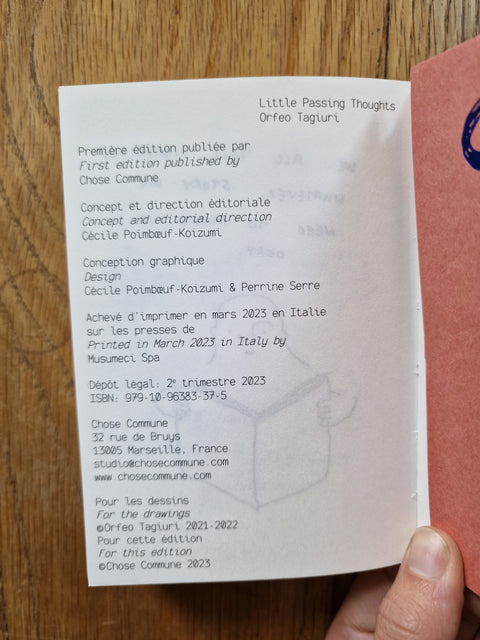 Little Passing Thoughts
Orfeo Tagiuri
Première édition publiée par
First edition published by
Chose Commune
Concept et direction éditoriale
Concept and editorial direction
Cécile Poimbœuf-Koizumi
Conception graphique
Design
Cécile Poimbœuf-Koizumi & Perrine Serre
Achevé d'imprimer en mars 2023 en Italie
sur les presses de
Printed in March 2023 in Italy by
Musumeci Spa
Dépôt légal: 2e trimestre 2023
ISBN: 979-10-96383-37-5
Chose Commune
32 rue de Bruys
13005 Marseille, France
studio@chosecommune.com
www.chosecommune.com
Pour les dessins
For the drawings
©Orfeo Tagiuri 2021-2022
Pour cette édition
For this edition
©Chose Commune 2023